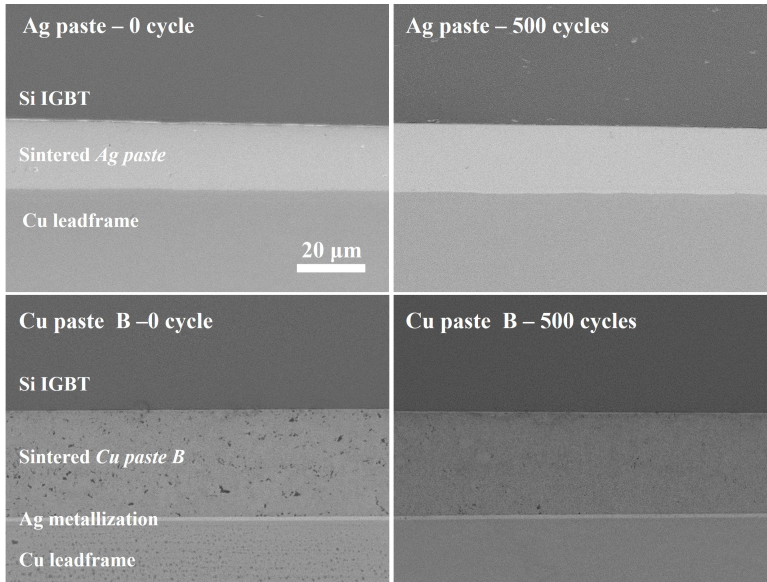 Ag paste – 0 cycle
Si IGBT
Sintered Ag paste
Cu leadframe
20 μm
Ag paste – 500 cycles
Cu paste B –0 cycle
Si IGBT
Sintered Cu paste B
Ag metallization
Cu leadframe
Cu paste B – 500 cycles